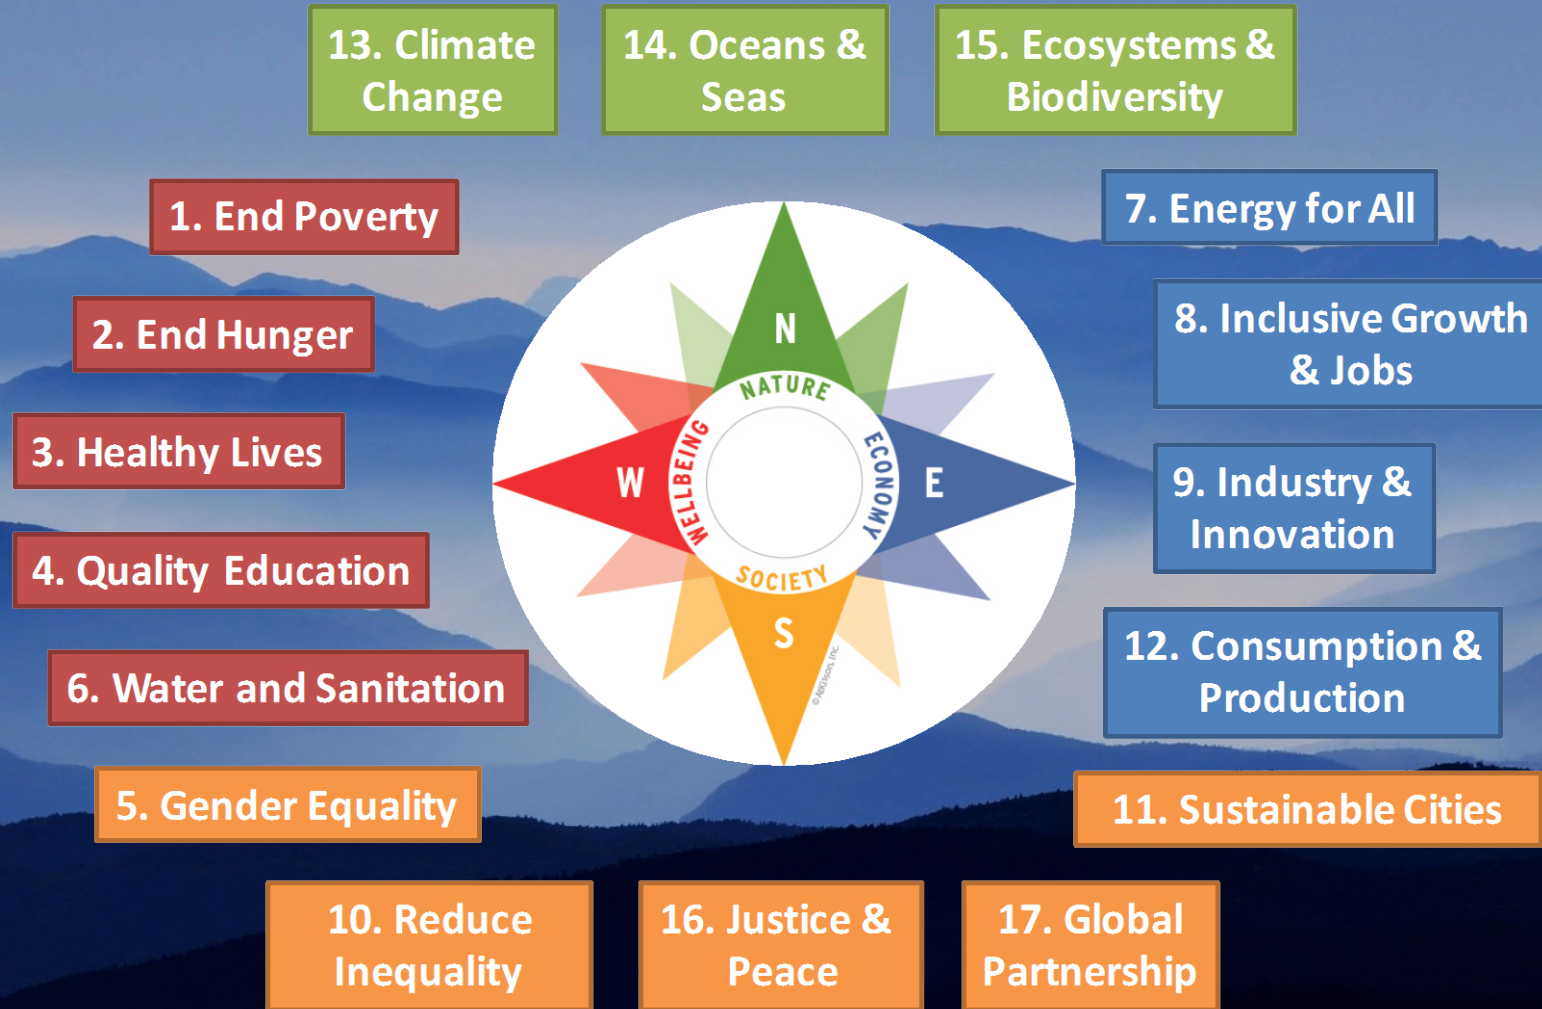 13. Climate
Change
14. Oceans &
Seas
15. Ecosystems &
Biodiversity
1. End Poverty
7. Energy for All
2. End Hunger
8. Inclusive Growth
& Jobs
3. Healthy Lives
9. Industry &
Innovation
4. Quality Education
6. Water and Sanitation
12. Consumption &
Production
5. Gender Equality
11. Sustainable Cities
10. Reduce
Inequality
16. Justice &
Peace
17. Global
Partnership
N
NATURE
W
WELLBEING
ECONOMY
E
SOCIETY
S
© AtKisson, Inc.